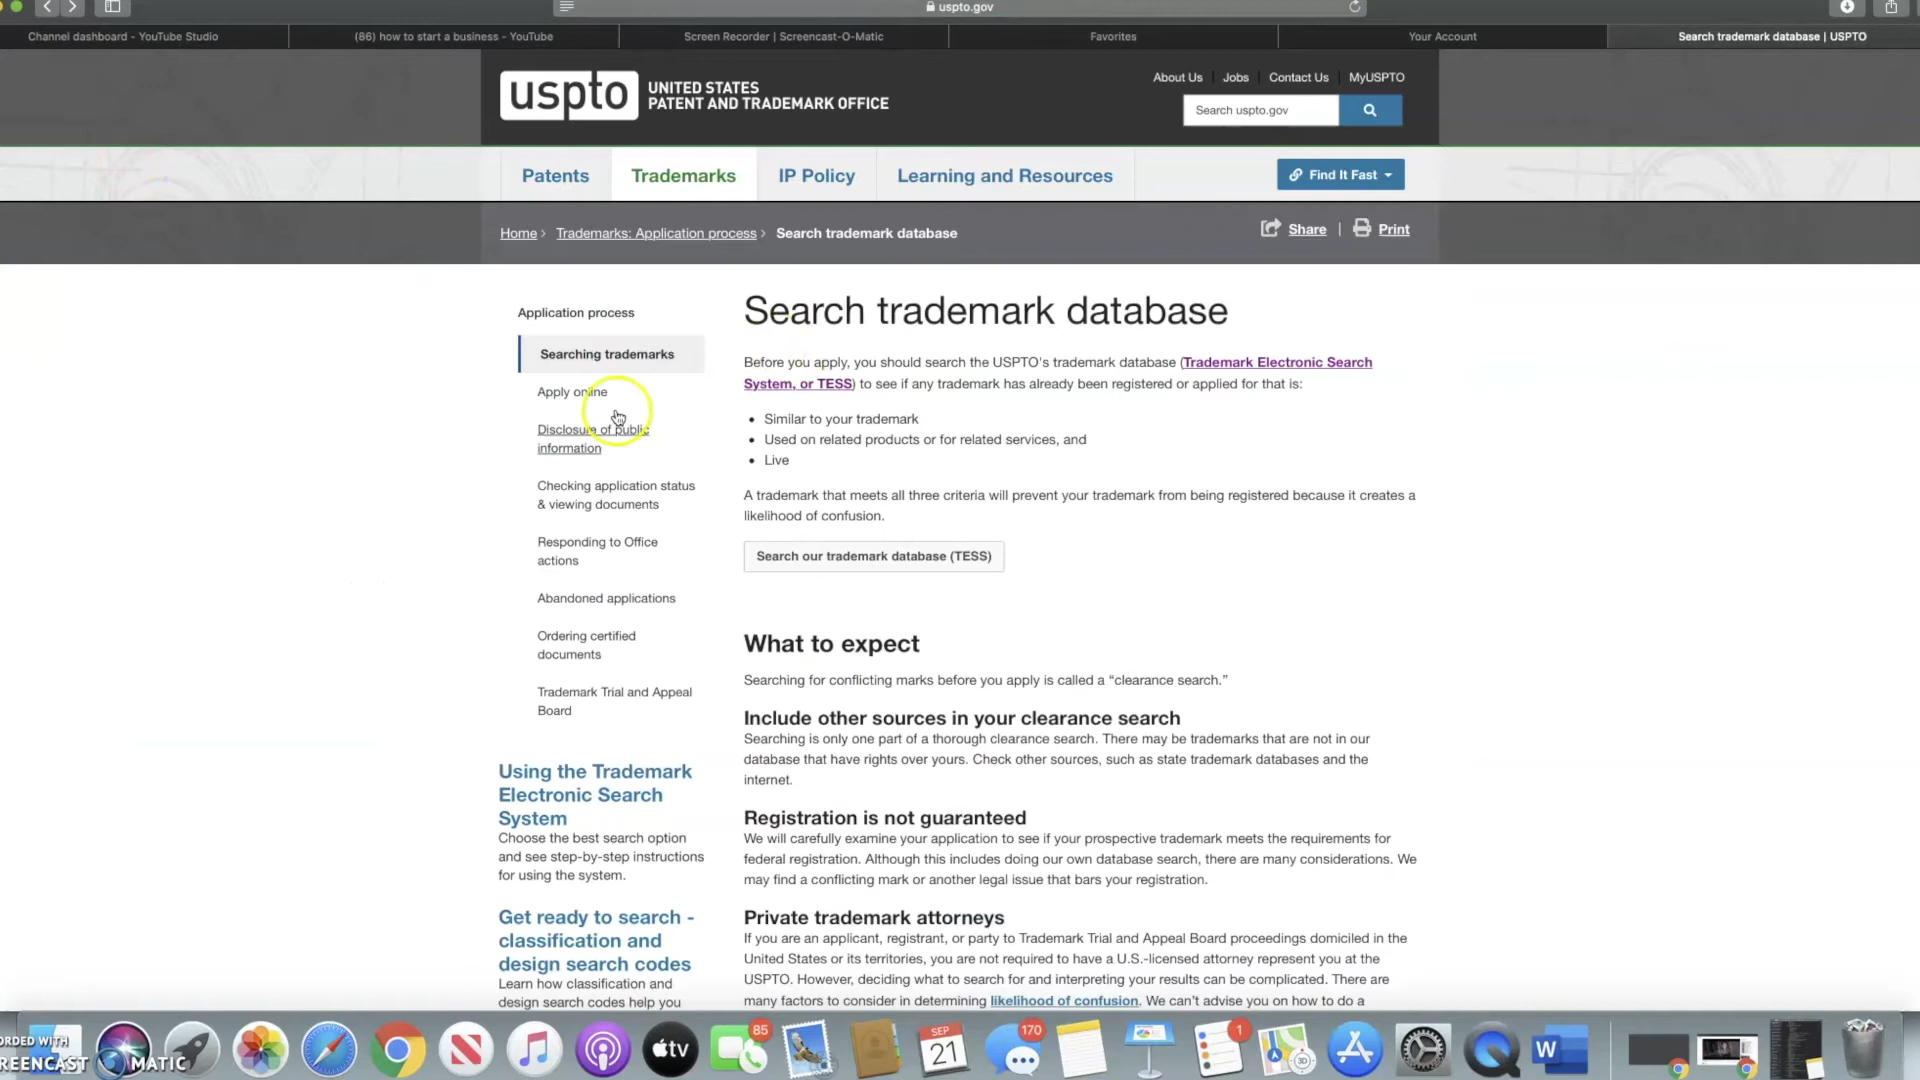 uspto.gov
Channel dashboard - YouTube Studio
(86) how to start a business - YouTube
Screen Recorder | Screencast-O-Matic
Favorites
Your Account
Search trademark database | USPTO
uspto UNITED STATES
PATENT AND TRADEMARK OFFICE
About Us Jobs Contact Us MyUSPTO
Search uspto.gov
Patents Trademarks IP Policy Learning and Resources Find It Fast
Home > Trademarks: Application process > Search trademark database
Share | Print
Application process
Searching trademarks
Apply online
Disclosure of public
information
Checking application status
& viewing documents
Responding to Office
actions
Abandoned applications
Ordering certified
documents
Trademark Trial and Appeal
Board
Using the Trademark
Electronic Search
System
Choose the best search option
and see step-by-step instructions
for using the system.
Get ready to search -
classification and
design search codes
Learn how classification and
design search codes help you
Search trademark database
Before you apply, you should search the USPTO's trademark database (Trademark Electronic Search
System, or TESS) to see if any trademark has already been registered or applied for that is:
• Similar to your trademark
• Used on related products or for related services, and
• Live
A trademark that meets all three criteria will prevent your trademark from being registered because it creates a
likelihood of confusion.
Search our trademark database (TESS)
What to expect
Searching for conflicting marks before you apply is called a “clearance search.”
Include other sources in your clearance search
Searching is only one part of a thorough clearance search. There may be trademarks that are not in our
database that have rights over yours. Check other sources, such as state trademark databases and the
internet.
Registration is not guaranteed
We will carefully examine your application to see if your prospective trademark meets the requirements for
federal registration. Although this includes doing our own database search, there are many considerations. We
may find a conflicting mark or another legal issue that bars your registration.
Private trademark attorneys
If you are an applicant, registrant, or party to Trademark Trial and Appeal Board proceedings domiciled in the
United States or its territories, you are not required to have a U.S.-licensed attorney represent you at the
USPTO. However, deciding what to search for and interpreting your results can be complicated. There are
many factors to consider in determining likelihood of confusion. We can't advise you on how to do a
85
SEP
21
170
1
3D
tv
W
ORDED WITH
REENCAST MATIC